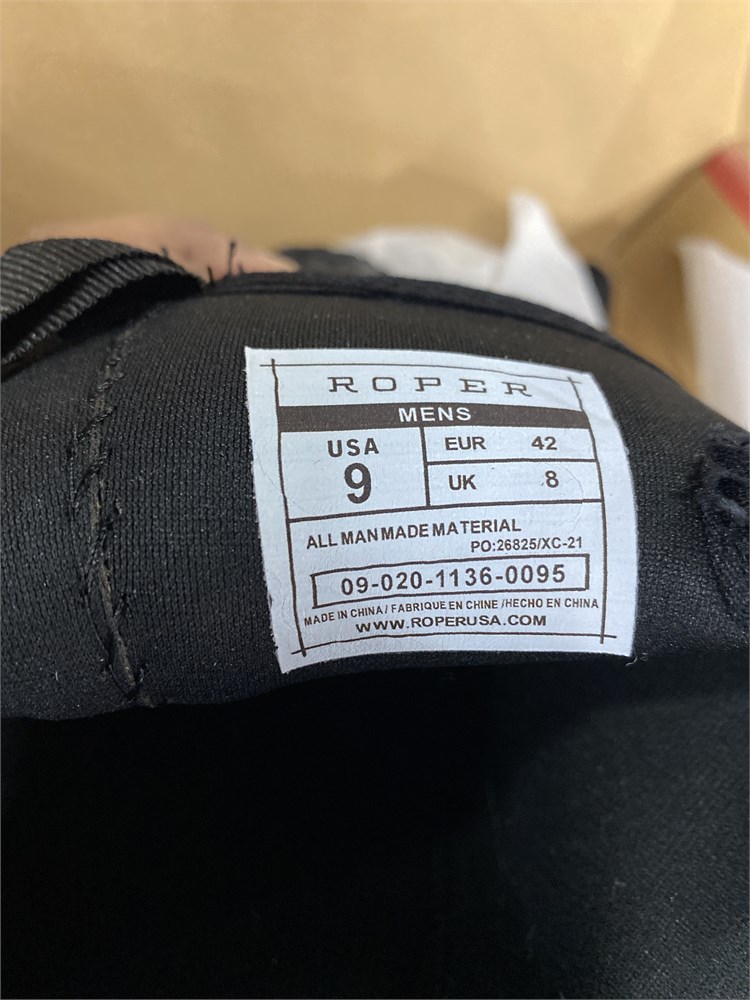 ROPER
MENS
USA
9
EUR 42
UK 8
ALL MAN MADE MATERIAL
PO:26825/XC-21
09-020-1136-0095
MADE IN CHINA / FABRIQUE EN CHINE /HECHO EN CHINA
WWW.ROPERUSA.COM